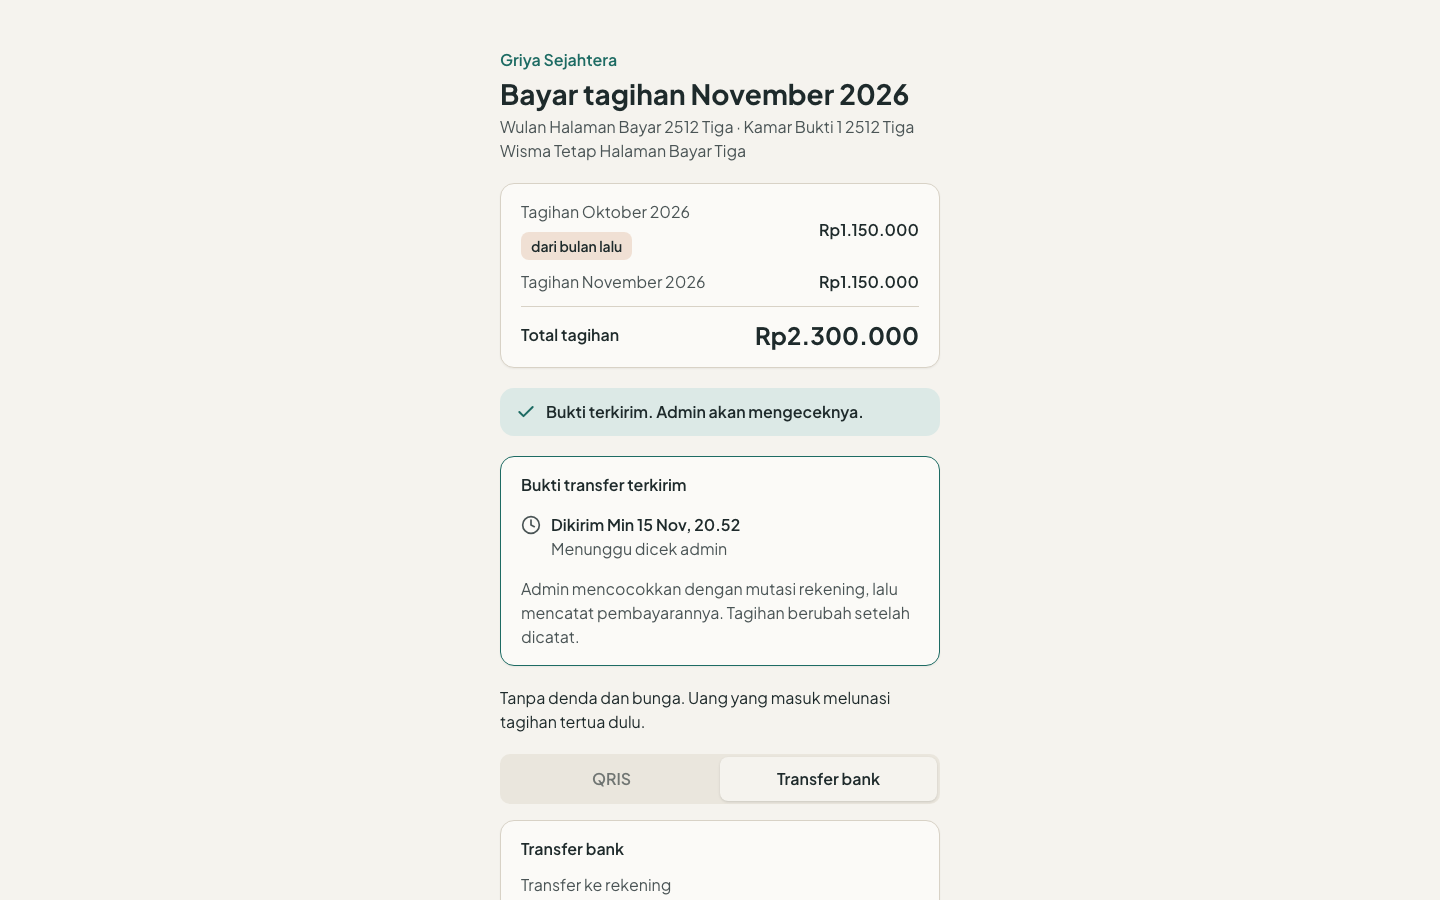 Griya Sejahtera
Bayar tagihan November 2026
Wulan Halaman Bayar 2512 Tiga · Kamar Bukti 1 2512 Tiga
Wisma Tetap Halaman Bayar Tiga
Tagihan Oktober 2026
dari bulan lalu
Rp1.150.000
Tagihan November 2026
Rp1.150.000
Total tagihan
Rp2.300.000
Bukti terkirim. Admin akan mengeceknya.
Bukti transfer terkirim
Dikirim Min 15 Nov, 20.52
Menunggu dicek admin
Admin mencocokkan dengan mutasi rekening, lalu
mencatat pembayarannya. Tagihan berubah setelah
dicatat.
Tanpa denda dan bunga. Uang yang masuk melunasi
tagihan tertua dulu.
QRIS
Transfer bank
Transfer bank
Transfer ke rekening